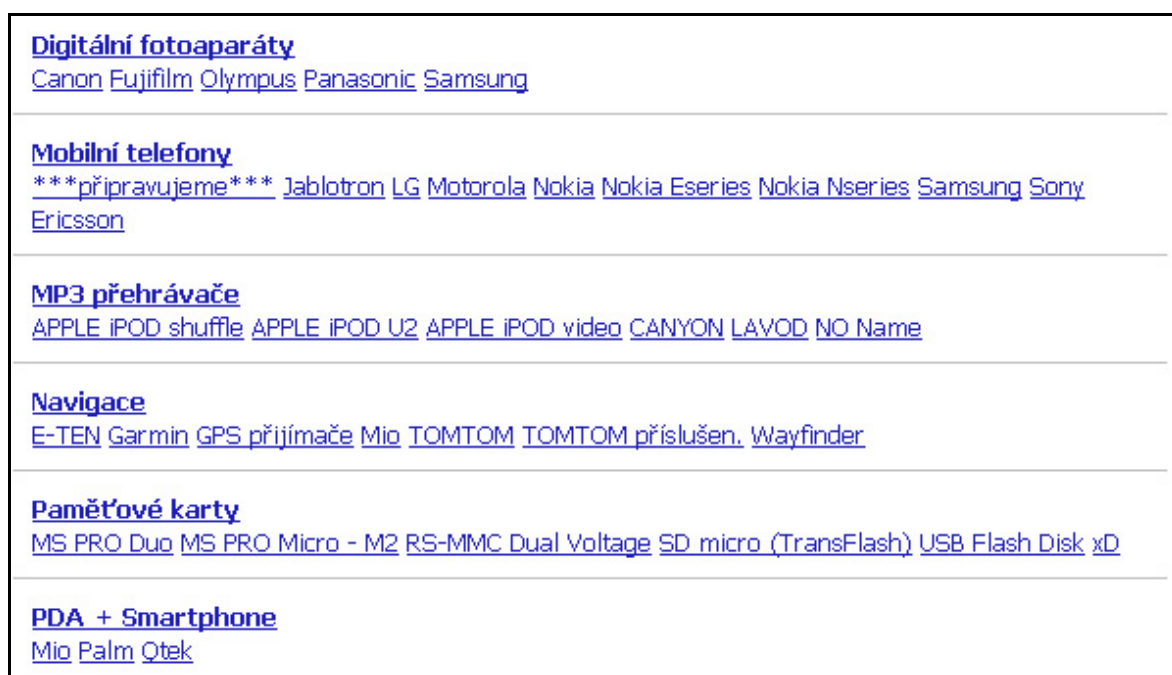 Digitální fotoaparáty
Canon Fujifilm Olympus Panasonic Samsung
Mobilní telefony
***připravujeme*** Jablotron LG Motorola Nokia Nokia Eseries Nokia Nseries Samsung Sony
Ericsson
MP3 přehrávače
APPLE iPOD shuffle APPLE iPOD U2 APPLE iPOD video CANYON LAVOD NO Name
Navigace
E-TEN Garmin GPS přijímače Mio TOMTOM TOMTOM příslušen. Wayfinder
Paměťové karty
MS PRO Duo MS PRO Micro - M2 RS-MMC Dual Voltage SD micro (TransFlash) USB Flash Disk xD
PDA + Smartphone
Mio Palm Qtek